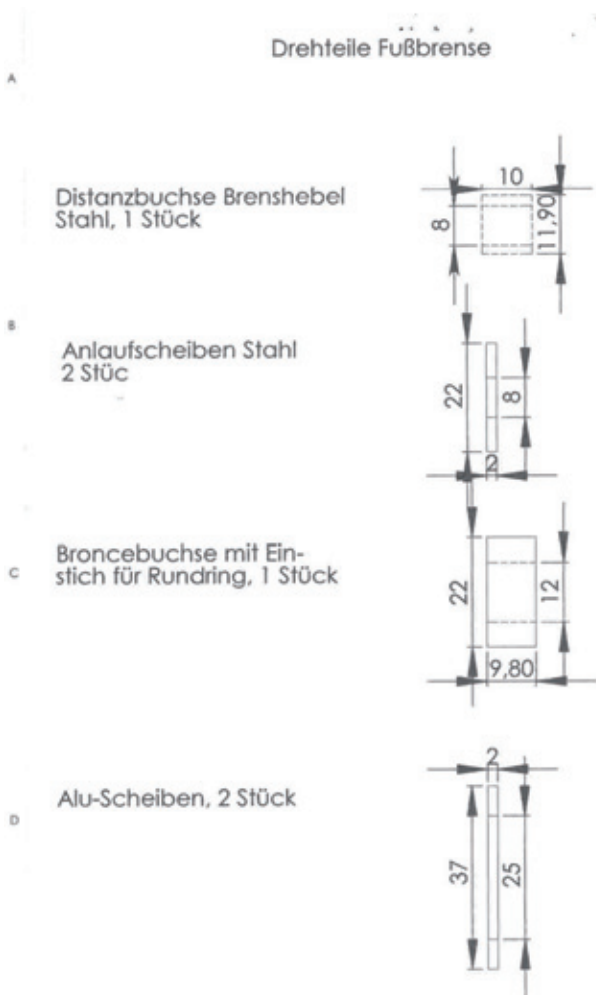 Drehteile Fußbrense
A
10
Distanzbuchse Brenshebel
Stahl, 1 Stück
8
11,90
B
Anlaufscheiben Stahl
2 Stüc
22
8
2
Broncebuchse mit Ein-
stich für Rundring, 1 Stück
C
22
12
9,80
2
Alu-Scheiben, 2 Stück
D
37
25